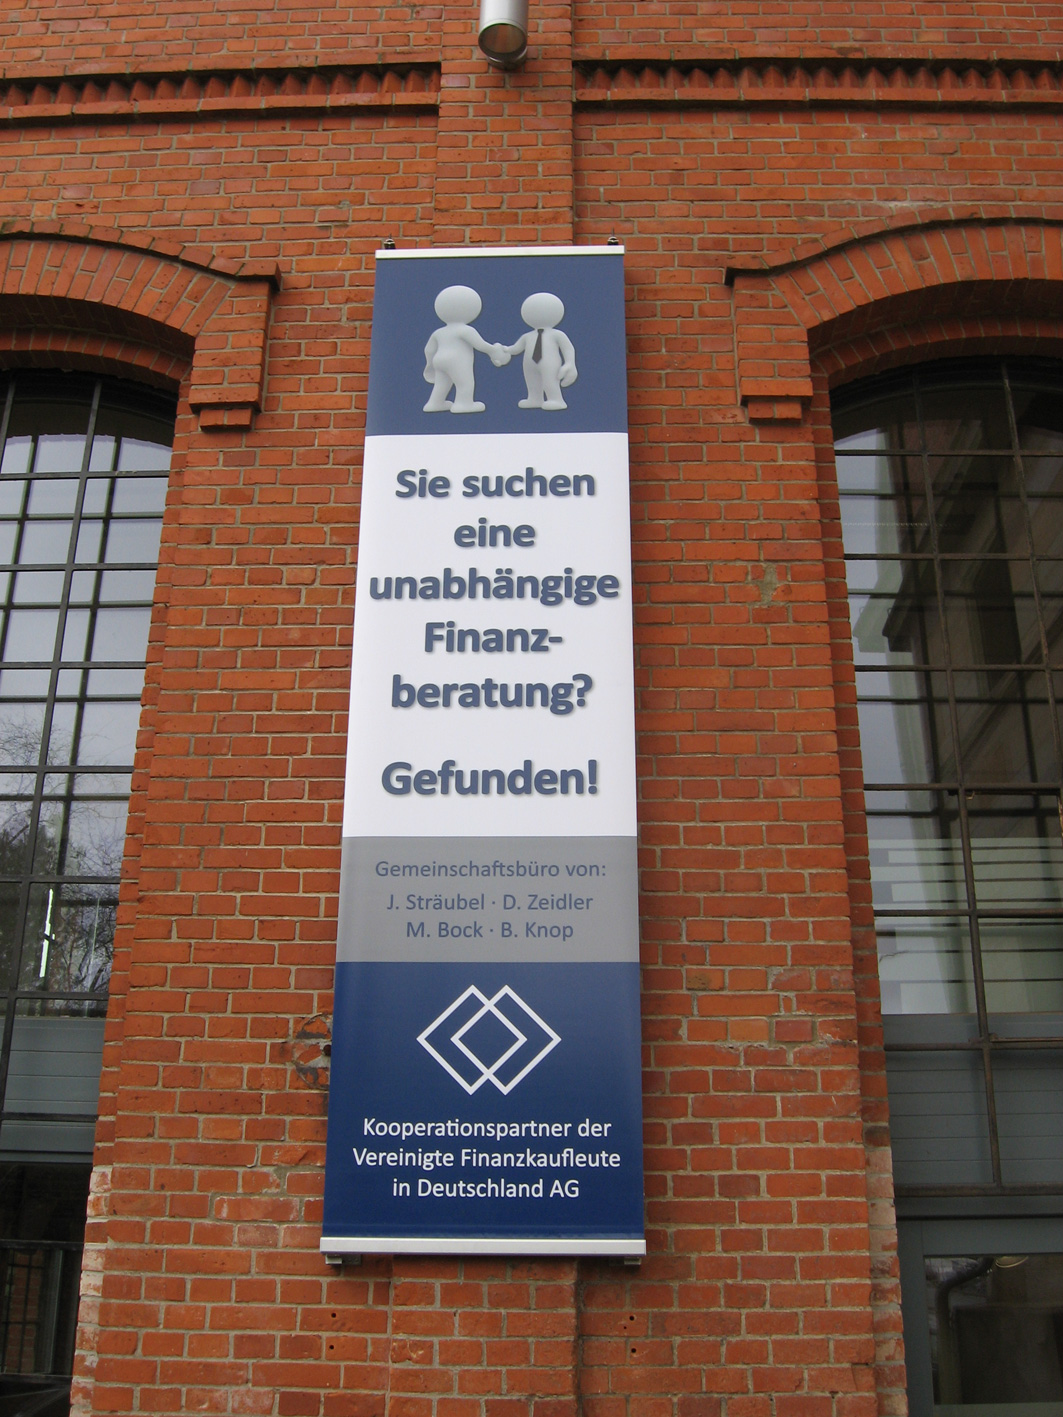 Sie suchen
eine
unabhängige
Finanz-
beratung?
Gefunden!
Gemeinschaftsbüro von:
J. Sträubel · D. Zeidler
M. Bock · B. Knop
Kooperationspartner der
Vereinigte Finanzkaufleute
in Deutschland AG